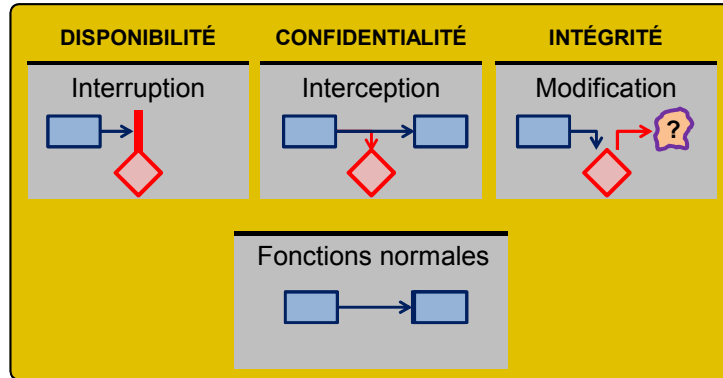 DISPONIBILITÉ
CONFIDENTIALITÉ
INTÉGRITÉ
Interruption
Interception
Modification
?
Fonctions normales